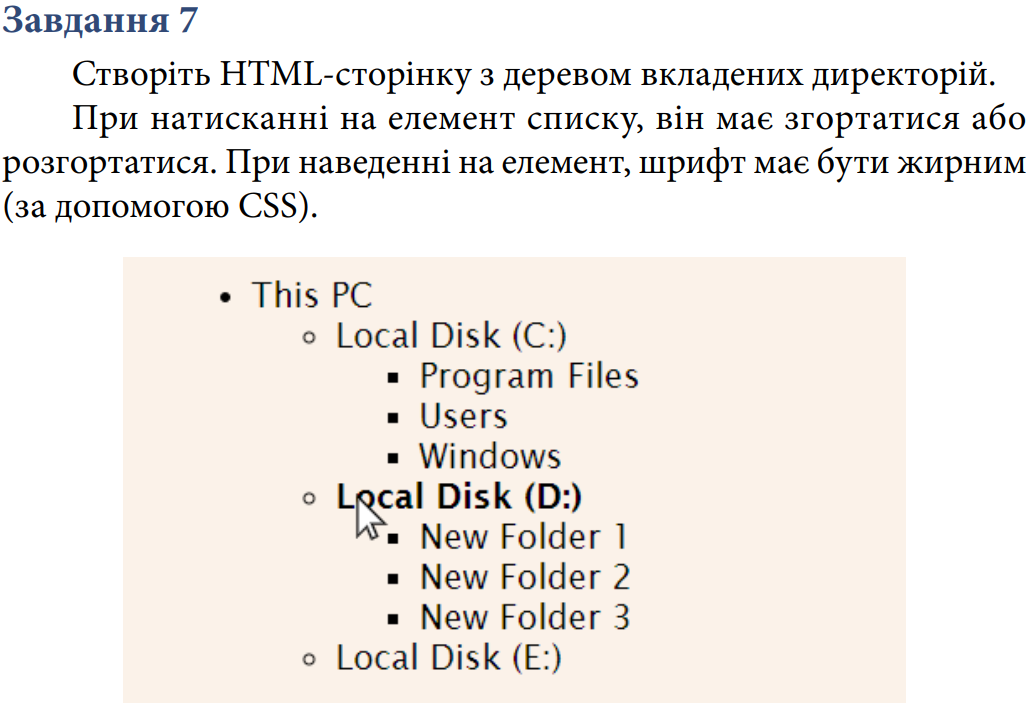 Завдання 7
Створіть HTML-сторінку з деревом вкладених директорій.
При натисканні на елемент списку, він має згортатися або
розгортатися. При наведенні на елемент, шрифт має бути жирним
(за допомогою CSS).
This PC
Local Disk (C:)
Program Files
Users
Windows
Local Disk (D:)
New Folder 1
New Folder 2
New Folder 3
Local Disk (E:)